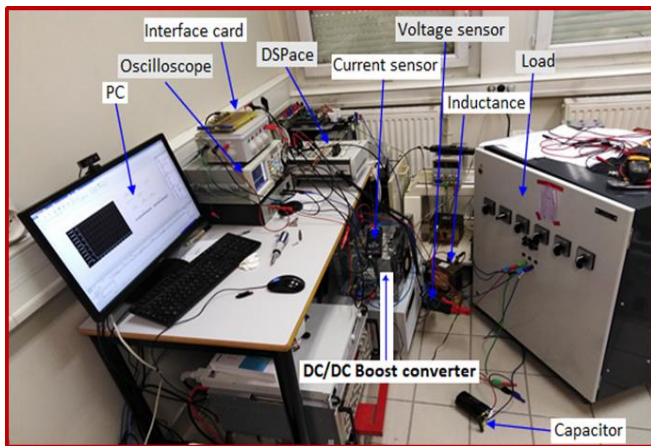 Interface card
Voltage sensor
DSPace
Oscilloscope
Current sensor
Load
PC
Inductance
DC/DC Boost converter
Capacitor